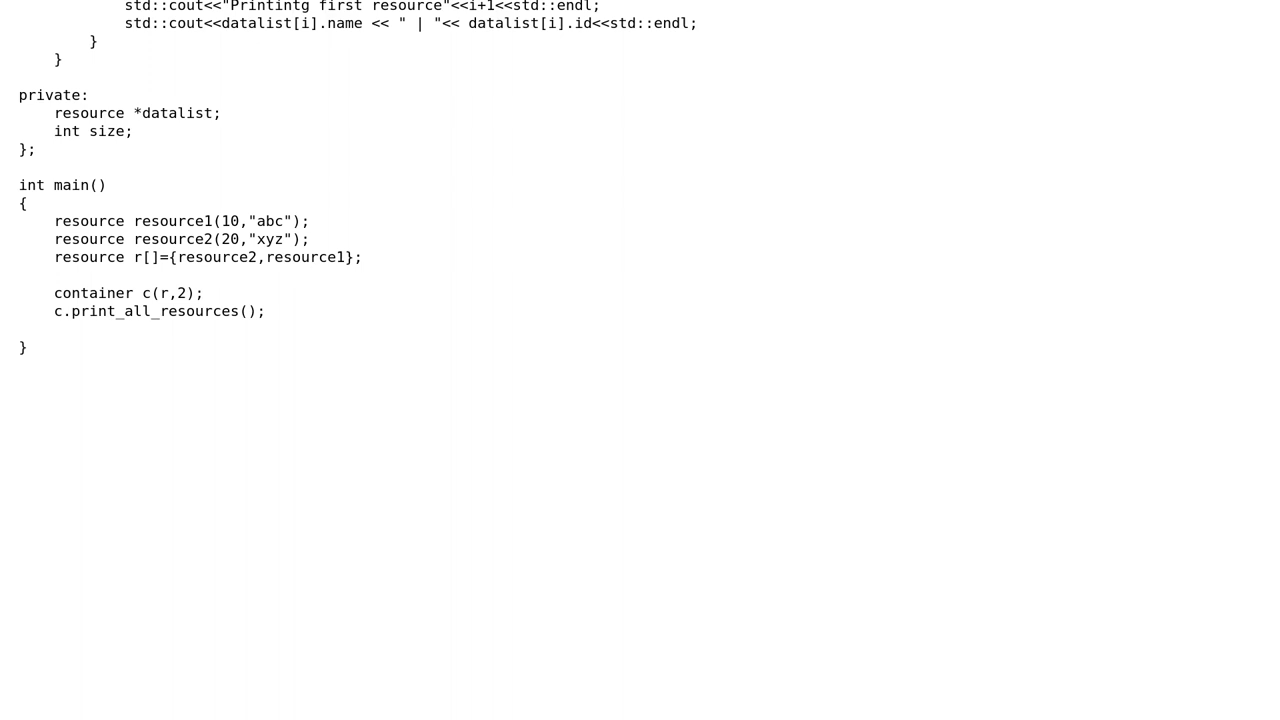 std::cout<<"Printintg first resource"<<i+1<<std::endl;
std::cout<<datalist[i].name << " | "<< datalist[i].id<<std::endl;
}
}
private:
resource *datalist;
int size;
};
int main()
{
resource resource1(10,"abc");
resource resource2(20,"xyz");
resource r[]={resource2,resource1};
container c(r,2);
c.print_all_resources();
}